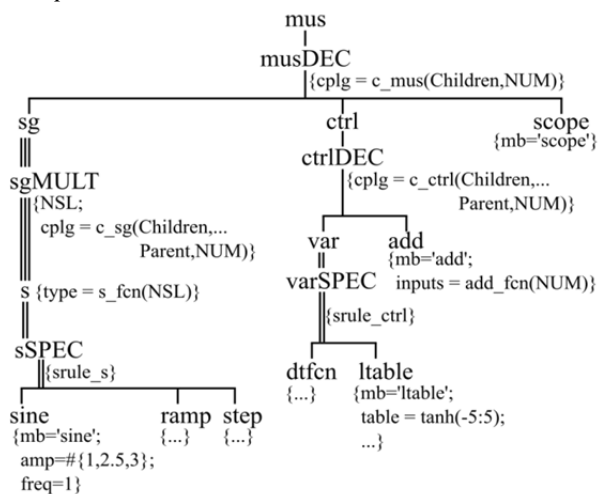 mus
musDEC
{cplg = c_mus(Children,NUM)}
sg ctrl scope
{mb='scope'}
ctrlDEC
sgMULT
{cplg = c_ctrl(Children,...
Parent,NUM)}
{NSL;
cplg = c_sg(Children,...
Parent,NUM)}
var add
{mb='add';
inputs = add_fcn(NUM)}
varSPEC
s {type = s_fcn(NSL)}
{srule_ctrl}
sSPEC
{srule_s}
dtfcn ltable
{...} {mb='ltable';
table = tanh(-5:5);
...}
sine ramp step
{mb='sine'; {...} {...}
amp=#{1,2.5,3};
freq=1}